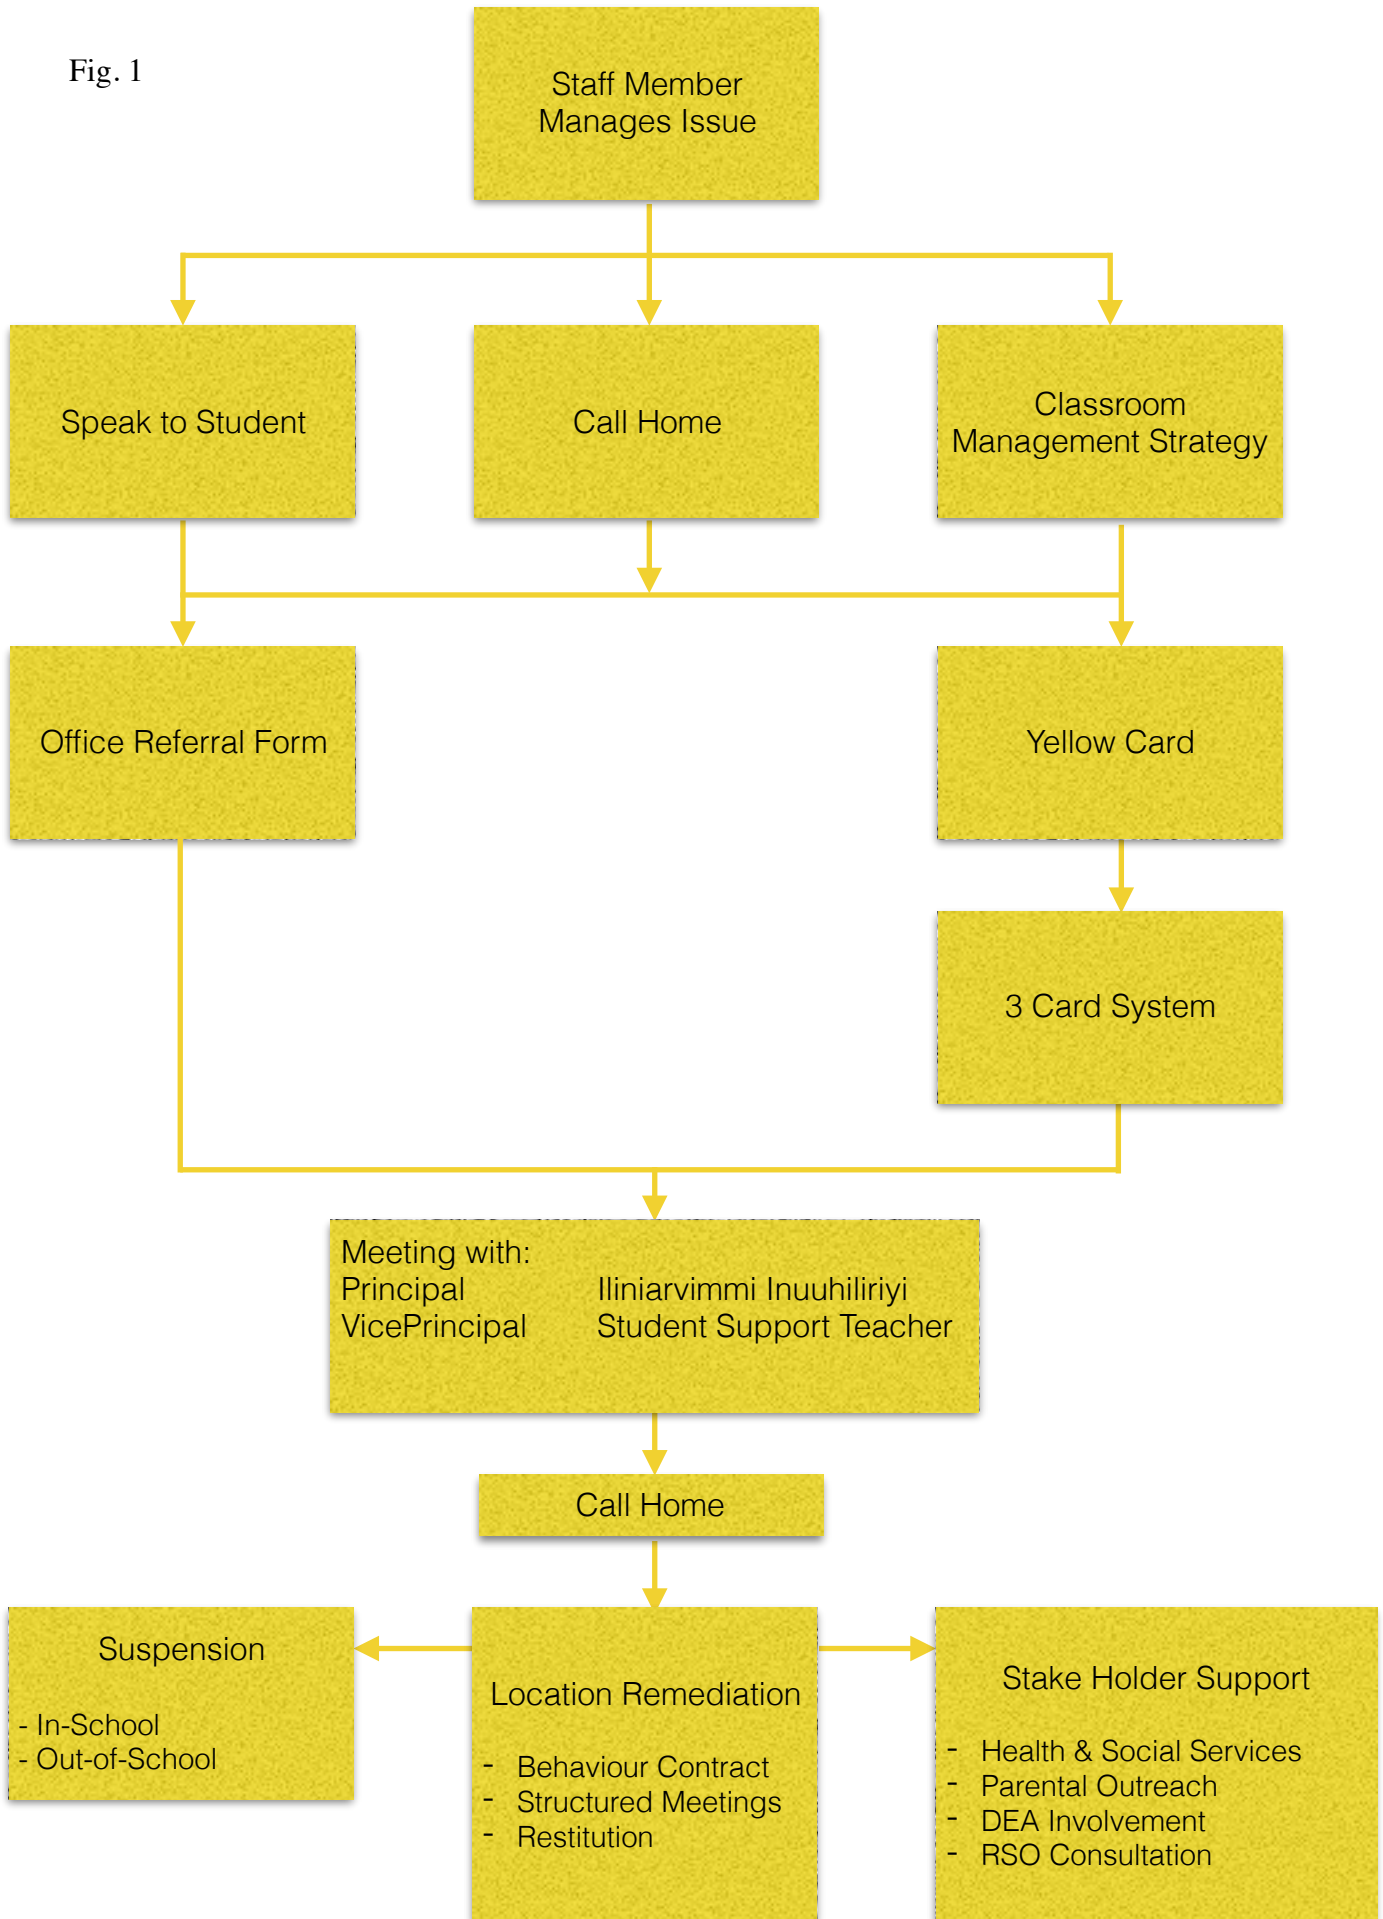 Fig. 1
Staff Member
Manages Issue
Speak to Student
Call Home
Classroom
Management Strategy
Office Referral Form
Yellow Card
3 Card System
Meeting with:
Principal Iliniarvimmi Inuuhiliriyi
VicePrincipal Student Support Teacher
Call Home
Suspension
- In-School
- Out-of-School
Location Remediation
- Behaviour Contract
- Structured Meetings
- Restitution
Stake Holder Support
- Health & Social Services
- Parental Outreach
- DEA Involvement
- RSO Consultation